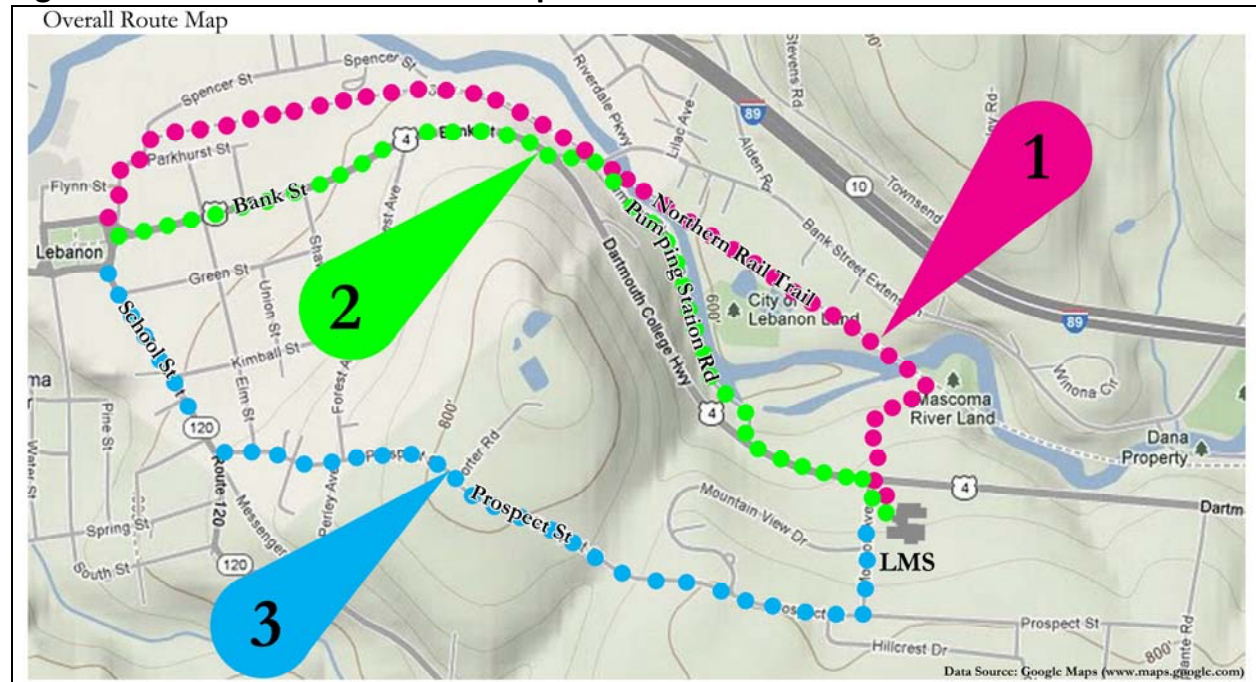 Overall Route Map
Spencer St
Spencer St
Riverdale Pkwy
Stevens Rd
Lilac Ave
Alden Rd
89
10
Townsend
1
Parkhurst St
Flynn St
4
Bank St
Bank St
Lebanon
Northern Rail Trail
Bank Street Extension
Pumping Station Rd
Dartmouth College Hwy
600'
City of
Lebanon Land
89
2
Green St
Union St
School St
Kimball St
Elm St
Forest A
Winona Cir
Mascoma
River Land
Dana
Property
Pine St
Water St
120
Route 120
800'
4
4
Dartm
Porter Rd
Prospect St
Perley Ave
Messenger
Mountain View Dr
Spring St
South St
120
LMS
3
Prospect St
Hillcrest Dr
800'
Data Source: Google Maps (www.maps.google.com)